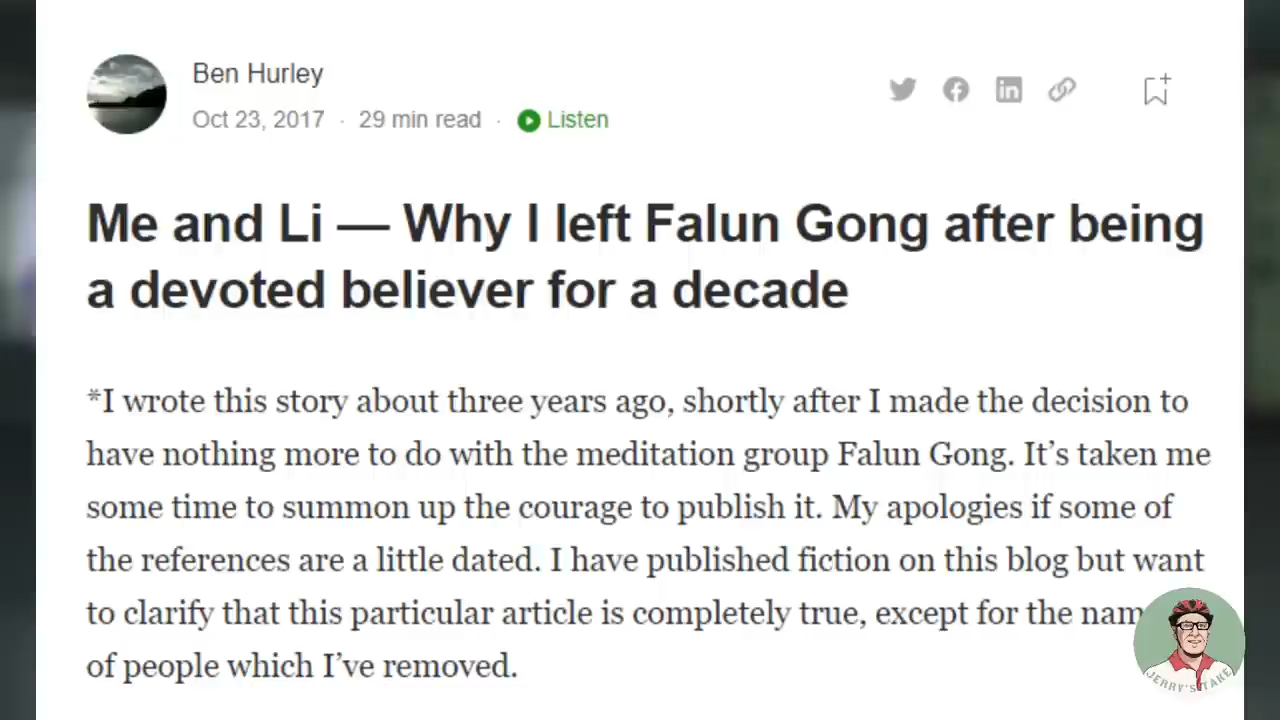 Ben Hurley
Oct 23, 2017 · 29 min read · Listen
Me and Li — Why I left Falun Gong after being
a devoted believer for a decade
*I wrote this story about three years ago, shortly after I made the decision to
have nothing more to do with the meditation group Falun Gong. It’s taken me
some time to summon up the courage to publish it. My apologies if some of
the references are a little dated. I have published fiction on this blog but want
to clarify that this particular article is completely true, except for the nam
of people which I’ve removed.
JERRY'S TAKE